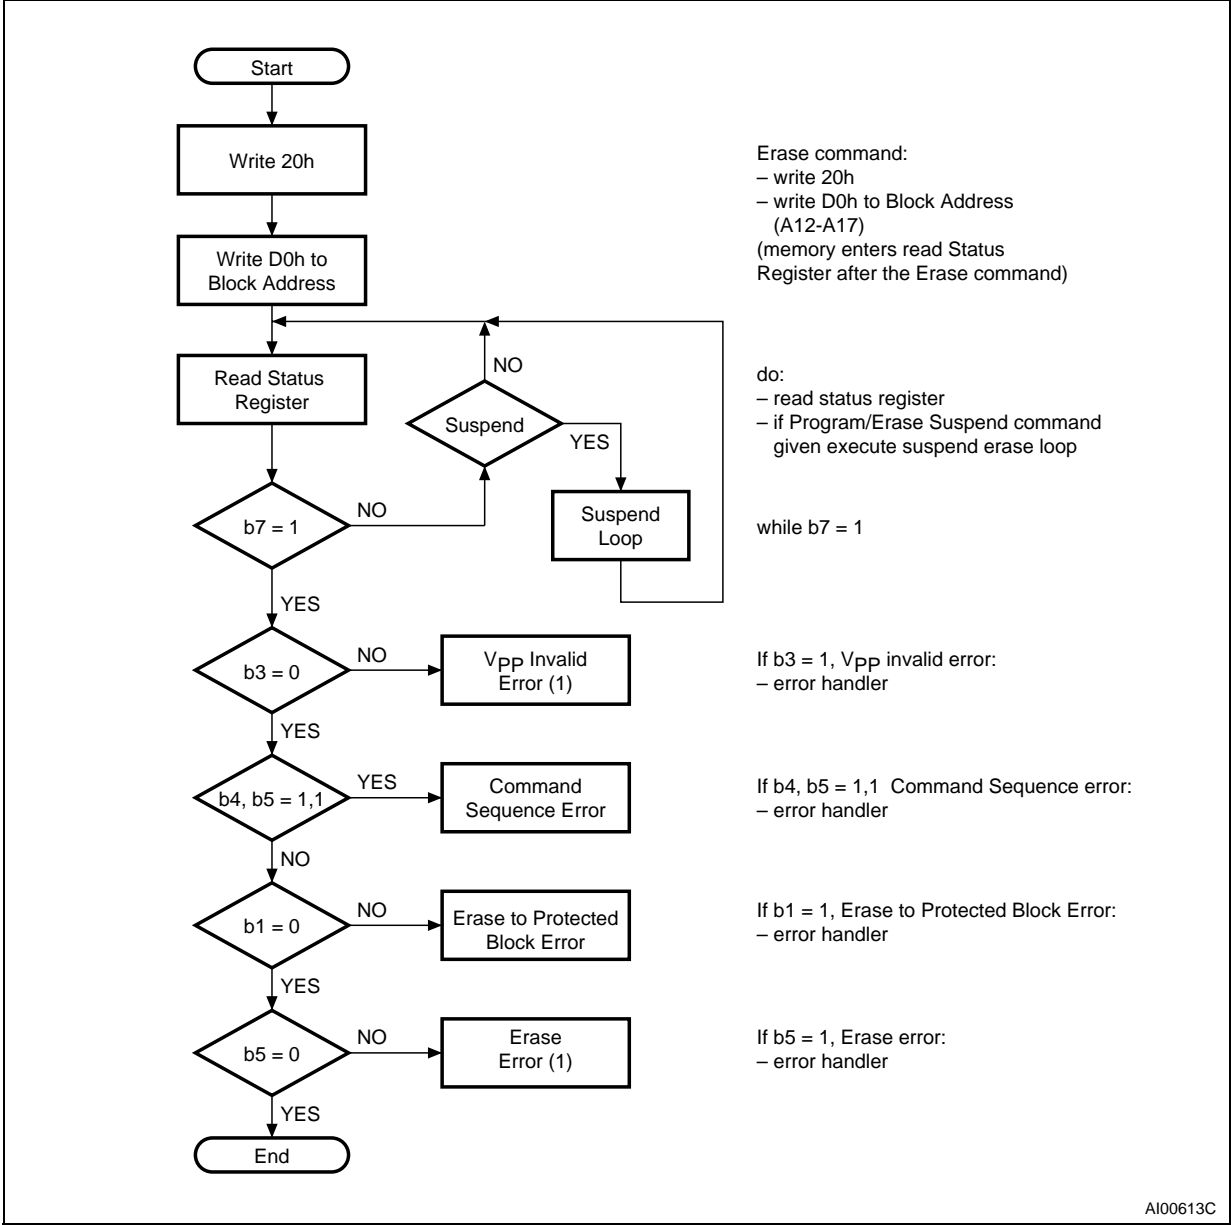 Start
Write 20h
Erase command:
– write 20h
– write D0h to Block Address
(A12-A17)
(memory enters read Status
Register after the Erase command)
Write D0h to
Block Address
Read Status
Register
NO
Suspend
YES
do:
– read status register
– if Program/Erase Suspend command
given execute suspend erase loop
b7 = 1
NO
Suspend
Loop
while b7 = 1
YES
b3 = 0
NO
VPP Invalid
Error (1)
If b3 = 1, VPP invalid error:
– error handler
YES
b4, b5 = 1,1
YES
Command
Sequence Error
If b4, b5 = 1,1 Command Sequence error:
– error handler
NO
b1 = 0
NO
Erase to Protected
Block Error
If b1 = 1, Erase to Protected Block Error:
– error handler
YES
b5 = 0
NO
Erase
Error (1)
If b5 = 1, Erase error:
– error handler
YES
End
AI00613C